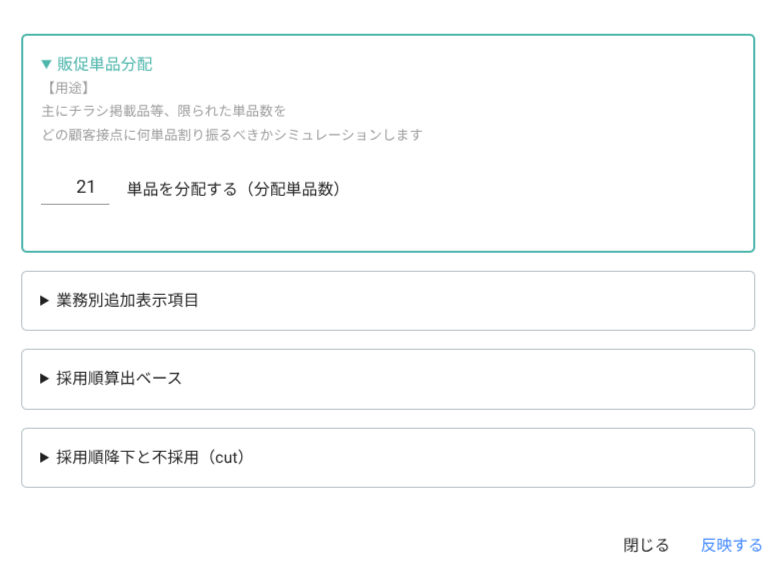 ▼ 販促単品分配
【用途】
主にチラシ掲載品等、限られた単品数を
どの顧客接点に何単品割り振るべきかシミュレーションします
21 単品を分配する（分配単品数）
▶ 業務別追加表示項目
▶ 採用順算出ベース
▶ 採用順降下と不採用（cut）
閉じる 反映する